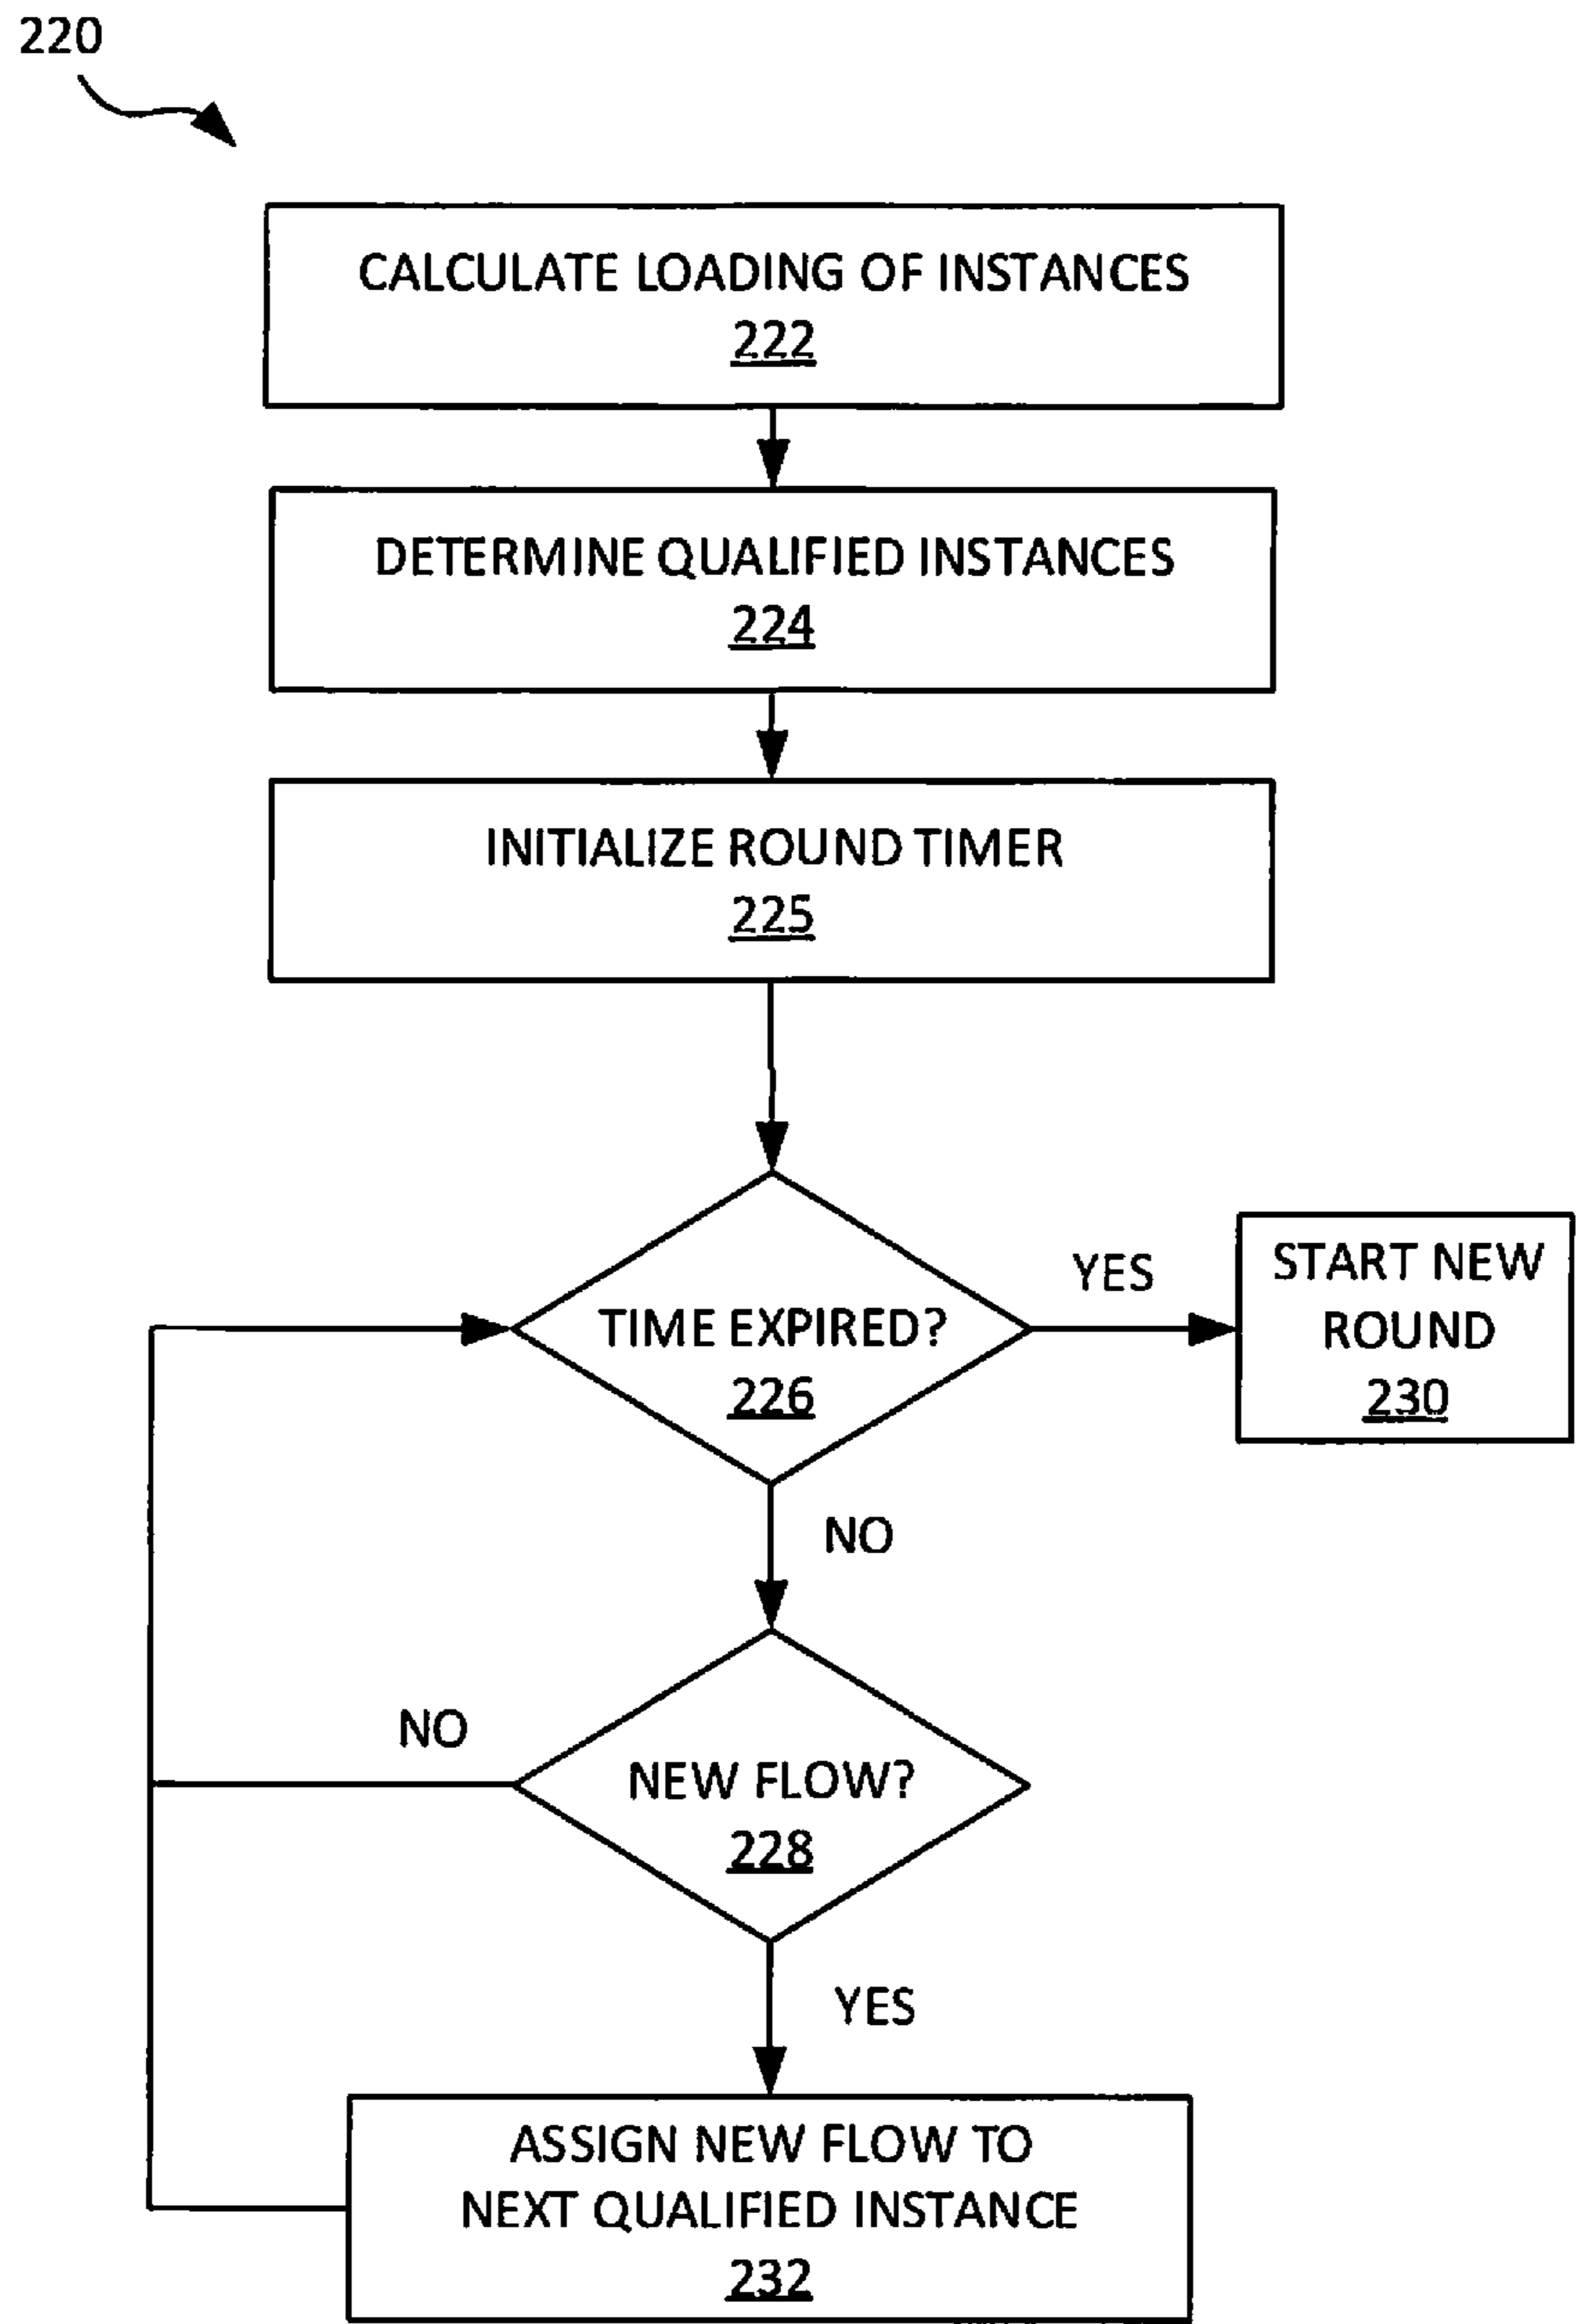 220
CALCULATE LOADING OF INSTANCES
222
DETERMINE QUALIFIED INSTANCES
224
INITIALIZE ROUND TIMER
225
TIME EXPIRED?
226
YES
START NEW
ROUND
230
NO
NEW FLOW?
228
NO
YES
ASSIGN NEW FLOW TO
NEXT QUALIFIED INSTANCE
232